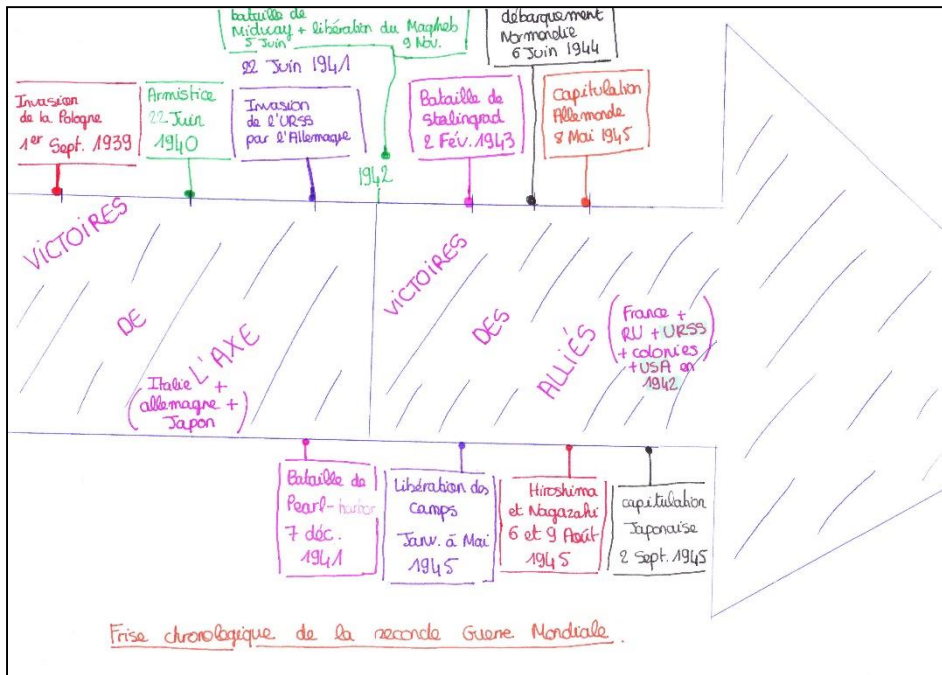 bataille de
Midway + libération du Maghreb
5 Juin 9 Nov.
débarquement
Normandie
6 Juin 1944
22 Juin 1941
Invasion
de la Pologne
1er Sept. 1939
Armistice
22 Juin
1940
Invasion
de l'URSS
par l'Allemagne
1942
Bataille de
Stalingrad
2 Fév. 1943
Capitulation
Allemande
8 Mai 1945
VICTOIRES
DE
L'AXE
(Italie +
allemagne +
Japon)
VICTOIRES
DES
ALLIÉS
(France +
RU + URSS
+ colonies
+ USA en
1942)
Bataille de
Pearl-harbor
7 déc.
1941
Libération des
Camps
Janv. à Mai
1945
Hiroshima
et Nagazaki
6 et 9 Août
1945
capitulation
Japonaise
2 Sept. 1945
Frise chronologique de la seconde Guerre Mondiale.